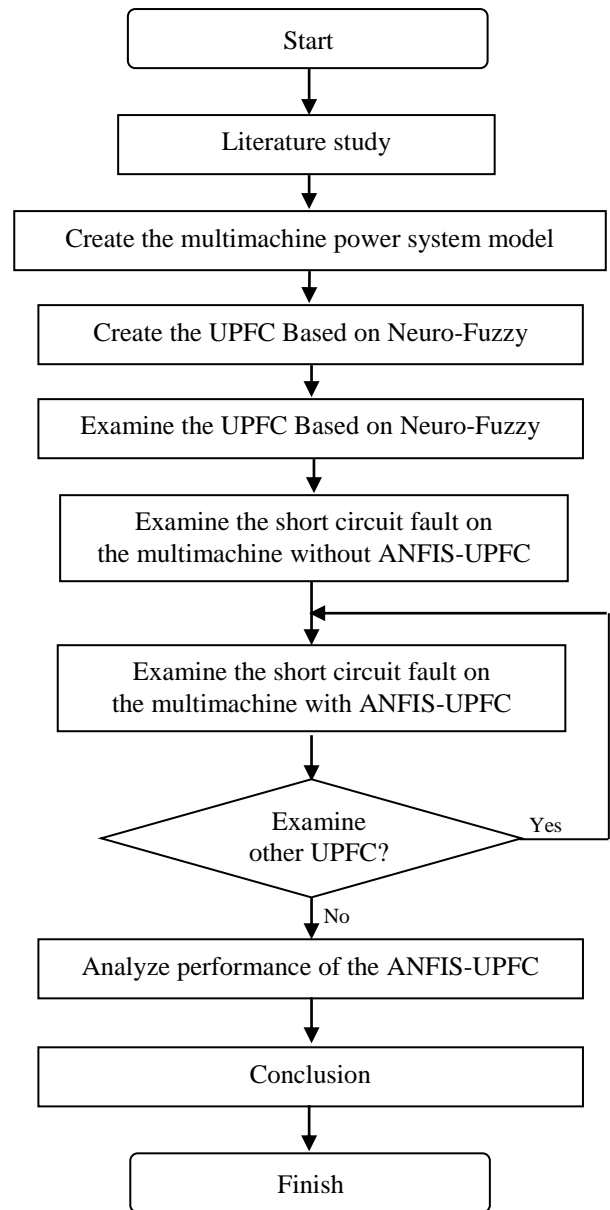 Start
Literature study
Create the multimachine power system model
Create the UPFC Based on Neuro-Fuzzy
Examine the UPFC Based on Neuro-Fuzzy
Examine the short circuit fault on
the multimachine without ANFIS-UPFC
Examine the short circuit fault on
the multimachine with ANFIS-UPFC
Examine
other UPFC?
Yes
No
Analyze performance of the ANFIS-UPFC
Conclusion
Finish